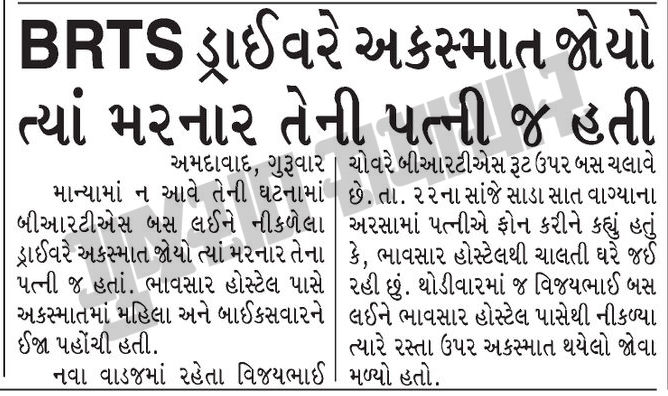 BRTS ડ્રાઈવરે અકસ્માત જોયો
ત્યાં મરનાર તેની પત્ની જ હતી
અમદાવાદ, ગુરૂવાર
માન્યામાં ન આવે તેની ઘટનામાં
બીઆરટીએસ બસ લઈને નીકળેલા
ડ્રાઈવરે અકસ્માત જોયો ત્યાં મરનાર તેના
પત્ની જ હતાં. ભાવસાર હોસ્ટેલ પાસે
અકસ્માતમાં મહિલા અને બાઈકસવારને
ઈજા પહોંચી હતી.
નવા વાડજમાં રહેતા વિજયભાઈ
ચોવરે બીઆરટીએસ રૂટ ઉપર બસ ચલાવે
છે. તા. ૨૨ના સાંજે સાડા સાત વાગ્યાના
અરસામાં પત્નીએ ફોન કરીને કહ્યું હતું
કે, ભાવસાર હોસ્ટેલથી ચાલતી ઘરે જઈ
રહી છું. થોડીવારમાં જ વિજયભાઈ બસ
લઈને ભાવસાર હોસ્ટેલ પાસેથી નીકળ્યા
ત્યારે રસ્તા ઉપર અકસ્માત થયેલો જોવા
મળ્યો હતો.
ગુજરાત સમાચાર